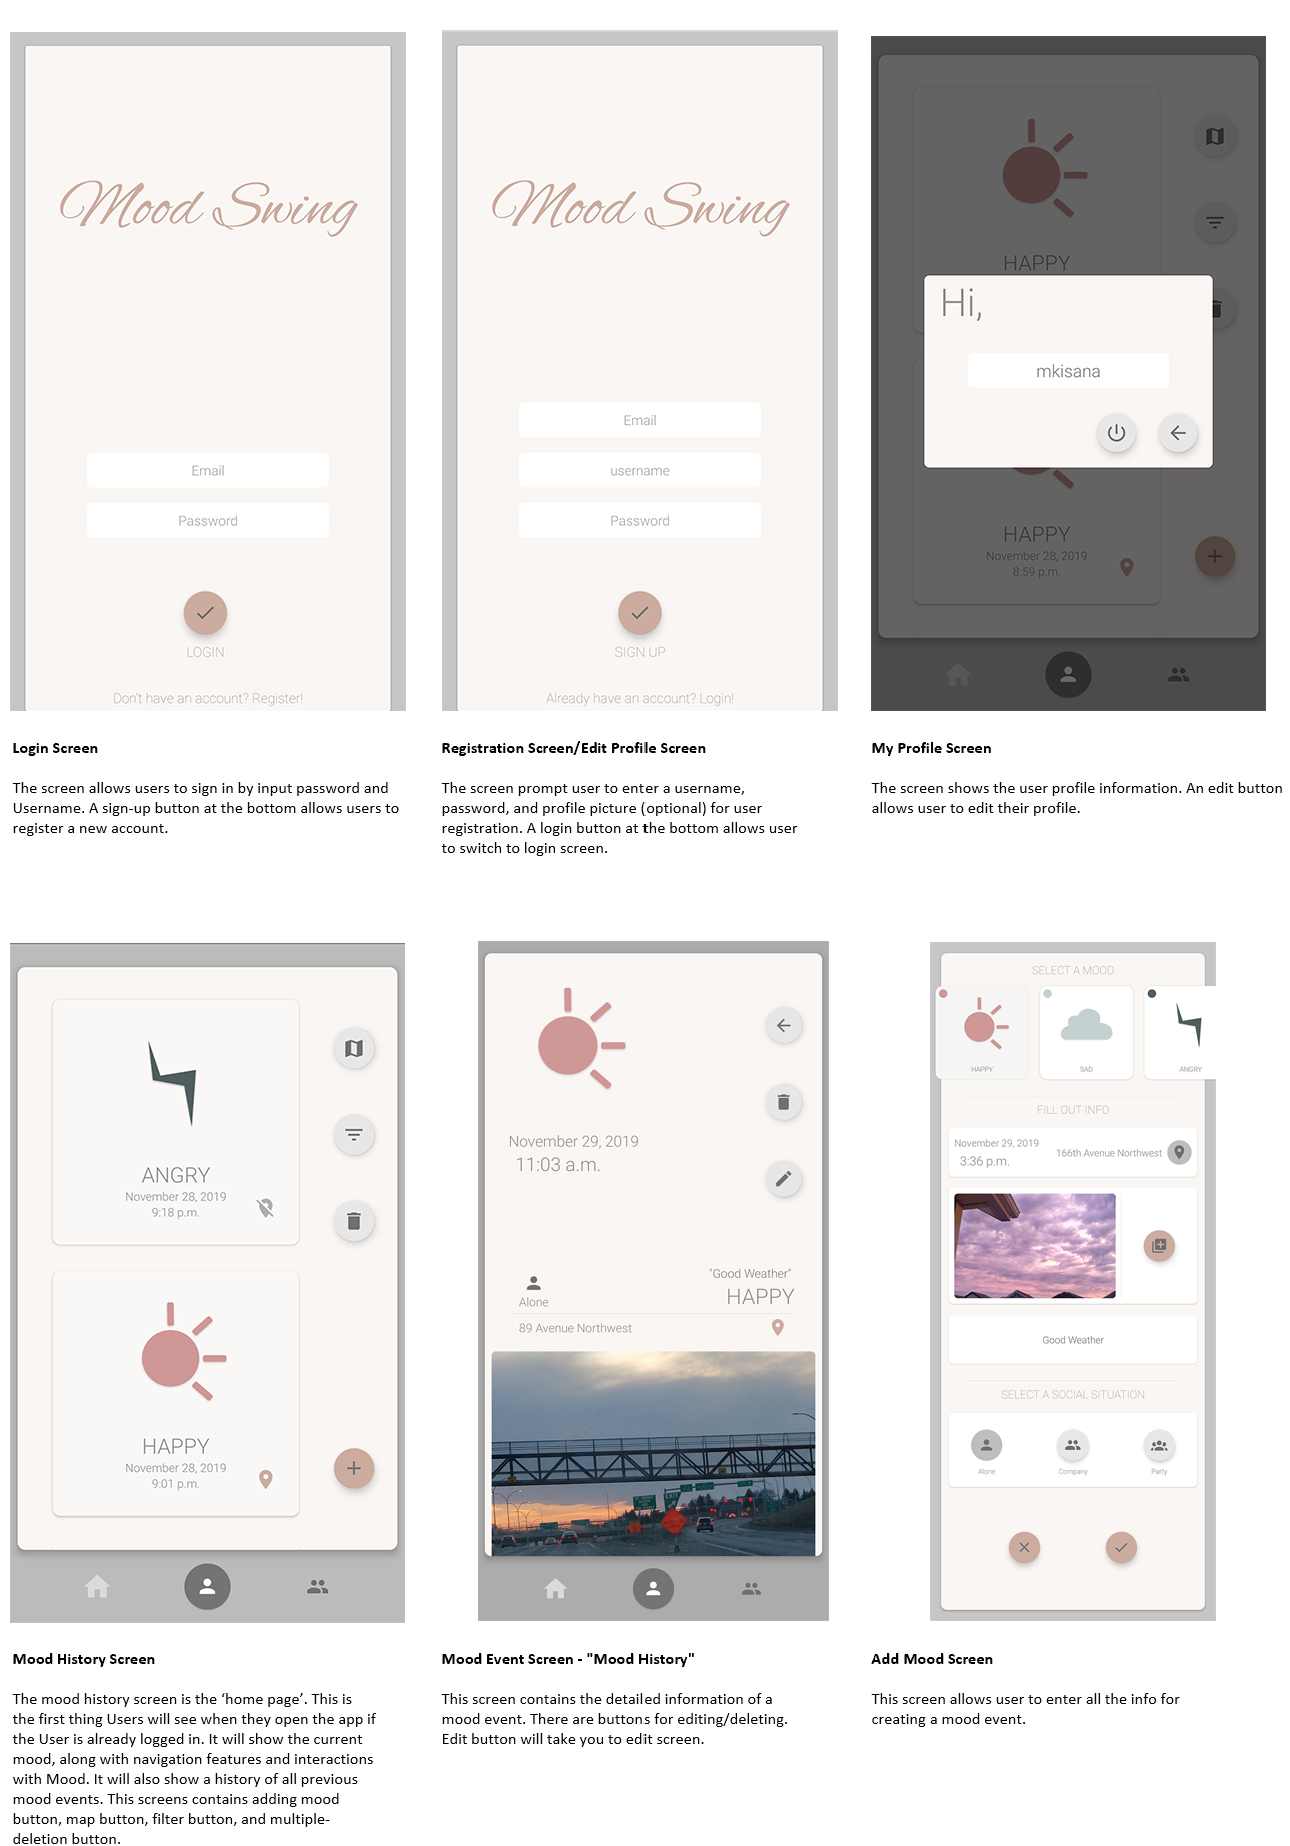 Mood Swing
Email
Password
LOGIN
Don't have an account? Register!
Login Screen
The screen allows users to sign in by input password and
Username. A sign-up button at the bottom allows users to
register a new account.
Mood Swing
Email
username
Password
SIGN UP
Already have an account? Login!
Registration Screen/Edit Profile Screen
The screen prompt user to enter a username,
password, and profile picture (optional) for user
registration. A login button at the bottom allows user
to switch to login screen.
HAPPY
Hi,
mkisana
HAPPY
November 28, 2019
8:59 p.m.
My Profile Screen
The screen shows the user profile information. An edit button
allows user to edit their profile.
ANGRY
November 28, 2019
9:18 p.m.
HAPPY
November 28, 2019
9:01 p.m.
Mood History Screen
The mood history screen is the ‘home page’. This is
the first thing Users will see when they open the app if
the User is already logged in. It will show the current
mood, along with navigation features and interactions
with Mood. It will also show a history of all previous
mood events. This screens contains adding mood
button, map button, filter button, and multiple-
deletion button.
November 29, 2019
11:03 a.m.
"Good Weather"
Alone
HAPPY
89 Avenue Northwest
Mood Event Screen - "Mood History"
This screen contains the detailed information of a
mood event. There are buttons for editing/deleting.
Edit button will take you to edit screen.
SELECT A MOOD
HAPPY
SAD
ANGRY
FILL OUT INFO
November 29, 2019
3:36 p.m.
166th Avenue Northwest
Good Weather
SELECT A SOCIAL SITUATION
Alone
Company
Party
Add Mood Screen
This screen allows user to enter all the info for
creating a mood event.